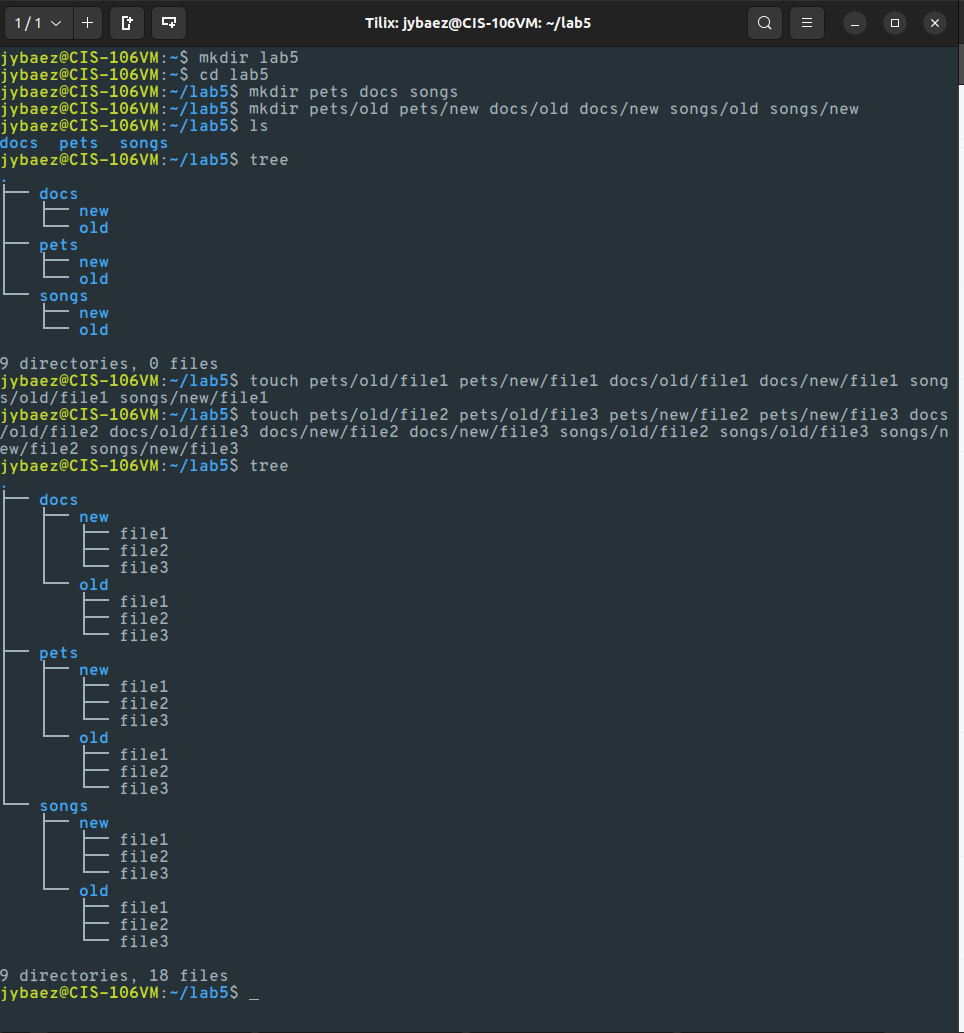 1 / 1
Tilix: jybaez@CIS-106VM: ~/lab5
jybaez@CIS-106VM:~$ mkdir lab5
jybaez@CIS-106VM:~$ cd lab5
jybaez@CIS-106VM:~/lab5$ mkdir pets docs songs
jybaez@CIS-106VM:~/lab5$ mkdir pets/old pets/new docs/old docs/new songs/old songs/new
jybaez@CIS-106VM:~/lab5$ ls
docs  pets  songs
jybaez@CIS-106VM:~/lab5$ tree
.
├── docs
│   ├── new
│   └── old
├── pets
│   ├── new
│   └── old
└── songs
    ├── new
    └── old
9 directories, 0 files
jybaez@CIS-106VM:~/lab5$ touch pets/old/file1 pets/new/file1 docs/old/file1 docs/new/file1 song
s/old/file1 songs/new/file1
jybaez@CIS-106VM:~/lab5$ touch pets/old/file2 pets/old/file3 pets/new/file2 pets/new/file3 docs
/old/file2 docs/old/file3 docs/new/file2 docs/new/file3 songs/old/file2 songs/old/file3 songs/n
ew/file2 songs/new/file3
jybaez@CIS-106VM:~/lab5$ tree
.
├── docs
│   ├── new
│   │   ├── file1
│   │   ├── file2
│   │   └── file3
│   └── old
│       ├── file1
│       ├── file2
│       └── file3
├── pets
│   ├── new
│   │   ├── file1
│   │   ├── file2
│   │   └── file3
│   └── old
│       ├── file1
│       ├── file2
│       └── file3
└── songs
    ├── new
    │   ├── file1
    │   ├── file2
    │   └── file3
    └── old
        ├── file1
        ├── file2
        └── file3
9 directories, 18 files
jybaez@CIS-106VM:~/lab5$ _